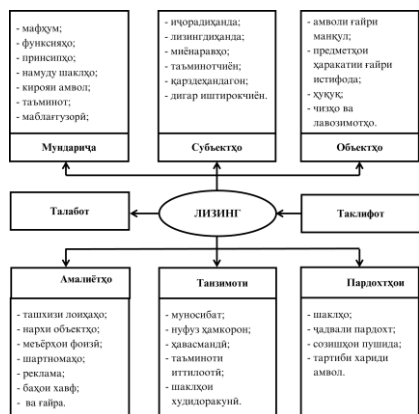 - мафҳум;
- функсияҳо;
- принсипҳо;
- намуду шаклҳо;
- кирояи амвол;
- таъминот;
- маблағгузорӣ;
Мундариҷа
- иҷорадиҳанда;
- лизингдиҳанда;
- миёнаравҳо;
- таъминотчиён;
- қарздеҳандагон;
- дигар иштирокчиён.
Субъектҳо
- амволи ғайри
манқул;
- предметҳои
ҳаракатии ғайри
истифода;
- ҳуқуқ;
- чизҳо ва
лавозимотҳо.
Объектҳо
Талабот
ЛИЗИНГ
Таклифот
Амалиётҳо
- ташхизи лоиҳаҳо;
- нархи объектҳо;
- меъёрҳои фоизӣ;
- шартномаҳо;
- реклама;
- баҳои хавф;
- ва ғайра.
Танзимоти
- муносибат;
- нуфуз ҳамкорон;
- ҳавасмандӣ;
- таъминоти
иттилоотӣ;
- шаклҳои
худидоракунӣ.
Пардохтҳои
- шаклҳо;
- ҷадвали пардохт;
- созишҳои пушида;
- тартиби хариди
амвол.